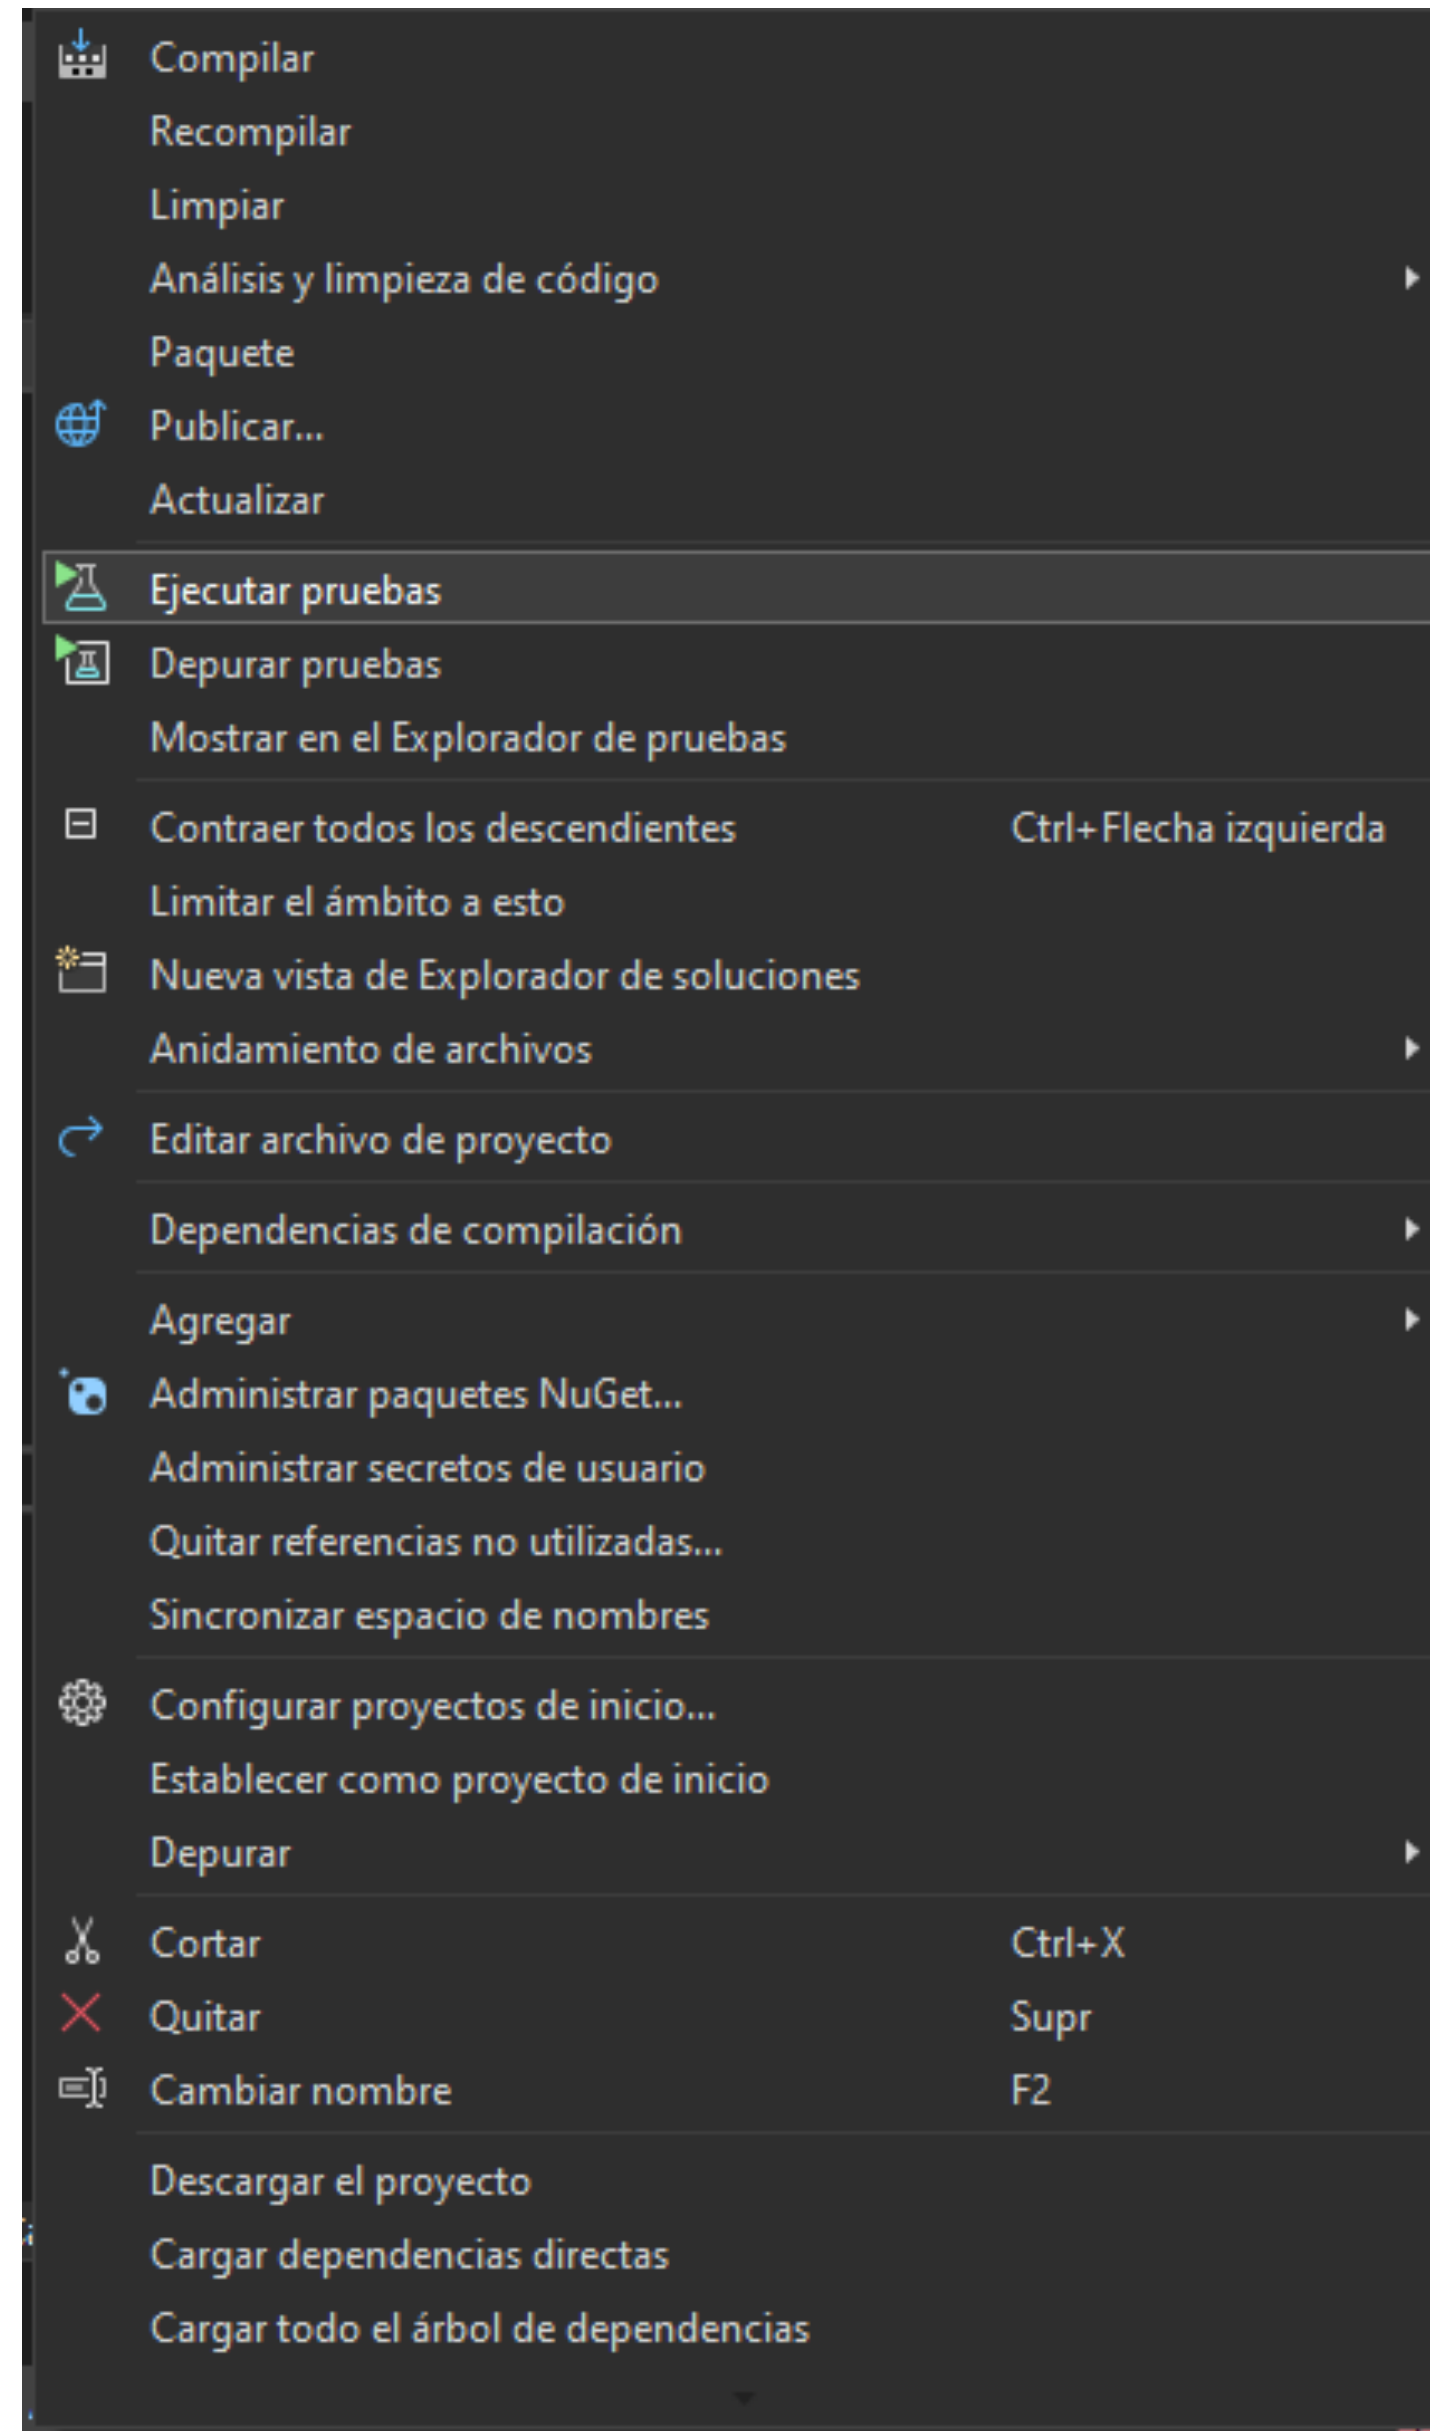 Compilar
Recompilar
Limpiar
Análisis y limpieza de código
Paquete
Publicar...
Actualizar
Ejecutar pruebas
Depurar pruebas
Mostrar en el Explorador de pruebas
Contraer todos los descendientes Ctrl+Flecha izquierda
Limitar el ámbito a esto
Nueva vista de Explorador de soluciones
Anidamiento de archivos
Editar archivo de proyecto
Dependencias de compilación
Agregar
Administrar paquetes NuGet...
Administrar secretos de usuario
Quitar referencias no utilizadas...
Sincronizar espacio de nombres
Configurar proyectos de inicio...
Establecer como proyecto de inicio
Depurar
Cortar Ctrl+X
Quitar Supr
Cambiar nombre F2
Descargar el proyecto
Cargar dependencias directas
Cargar todo el árbol de dependencias